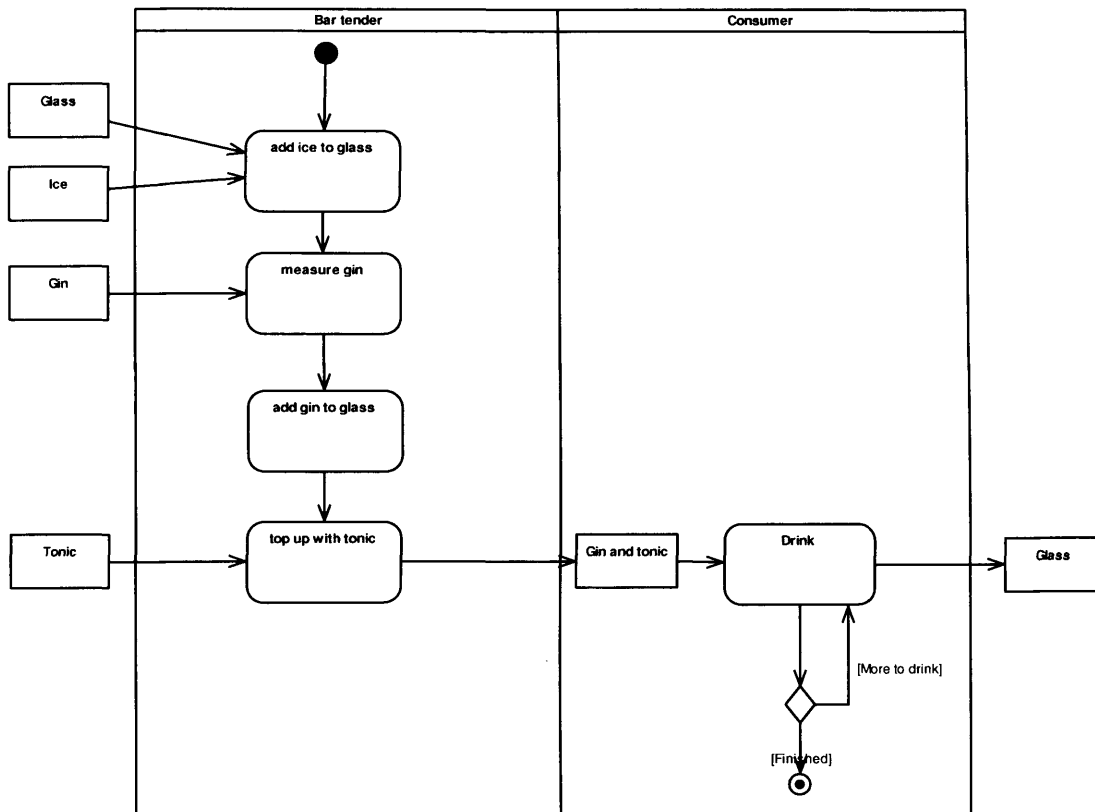 Bar tender
Consumer
Glass
add ice to glass
Ice
measure gin
Gin
add gin to glass
top up with tonic
Tonic
Gin and tonic
Drink
Glass
[More to drink]
[Finished]